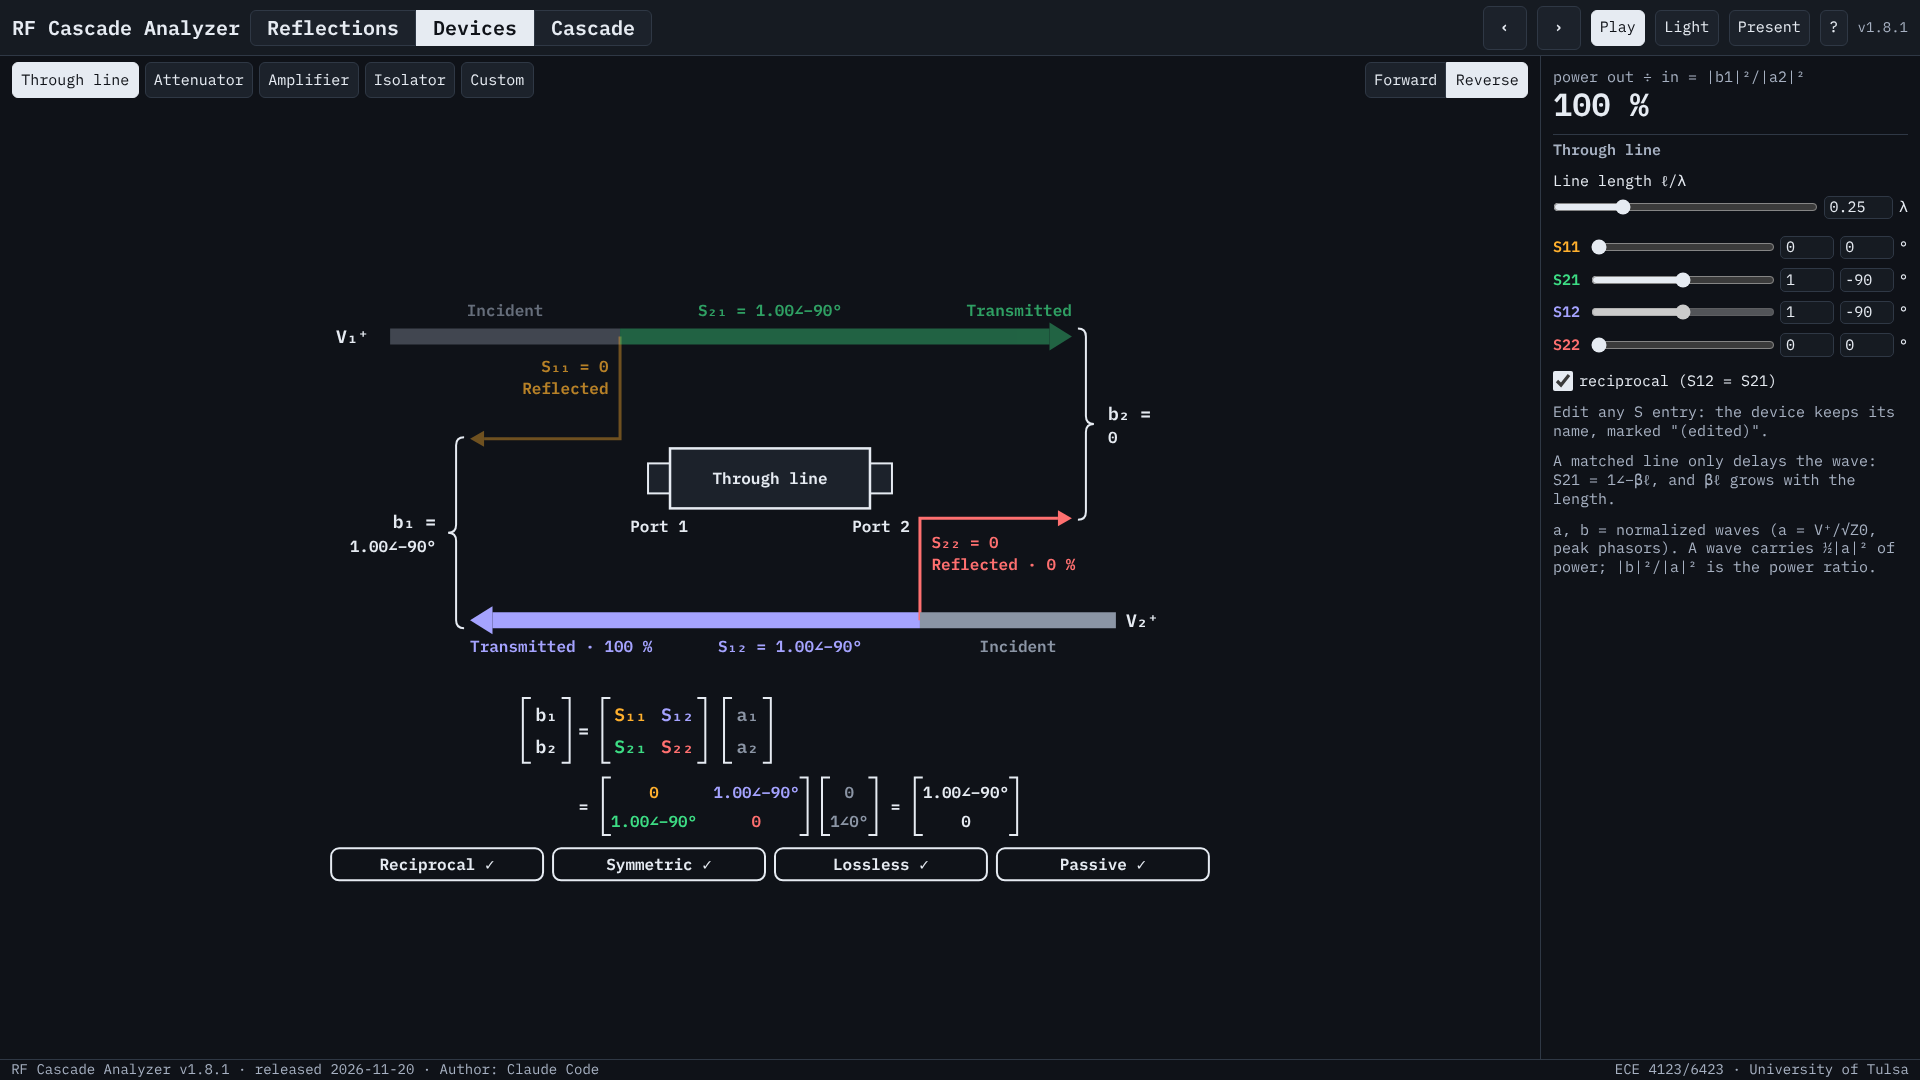 RF Cascade Analyzer Reflections Devices Cascade ‹ › Play Light Present ? v1.8.1
Through line Attenuator Amplifier Isolator Custom Forward Reverse
power out ÷ in = |b1|²/|a2|²
100 %
Through line
Line length ℓ/λ
0.25 λ
S11 0 0 °
S21 1 -90 °
S12 1 -90 °
S22 0 0 °
reciprocal (S12 = S21)
Edit any S entry: the device keeps its
name, marked "(edited)".
A matched line only delays the wave:
S21 = 1∠−βℓ, and βℓ grows with the
length.
a, b = normalized waves (a = V⁺/√Z0,
peak phasors). A wave carries ½|a|² of
power; |b|²/|a|² is the power ratio.
Incident S₂₁ = 1.00∠−90° Transmitted
V₁⁺
S₁₁ = 0
Reflected
b₂ =
0
Through line
Port 1 Port 2
b₁ =
1.00∠−90°
S₂₂ = 0
Reflected · 0 %
V₂⁺
Transmitted · 100 % S₁₂ = 1.00∠−90° Incident
b₁ S₁₁ S₁₂ a₁
=
b₂ S₂₁ S₂₂ a₂
0 1.00∠−90° 0 1.00∠−90°
= =
1.00∠−90° 0 1∠0° 0
Reciprocal ✓ Symmetric ✓ Lossless ✓ Passive ✓
RF Cascade Analyzer v1.8.1 · released 2026-11-20 · Author: Claude Code ECE 4123/6423 · University of Tulsa